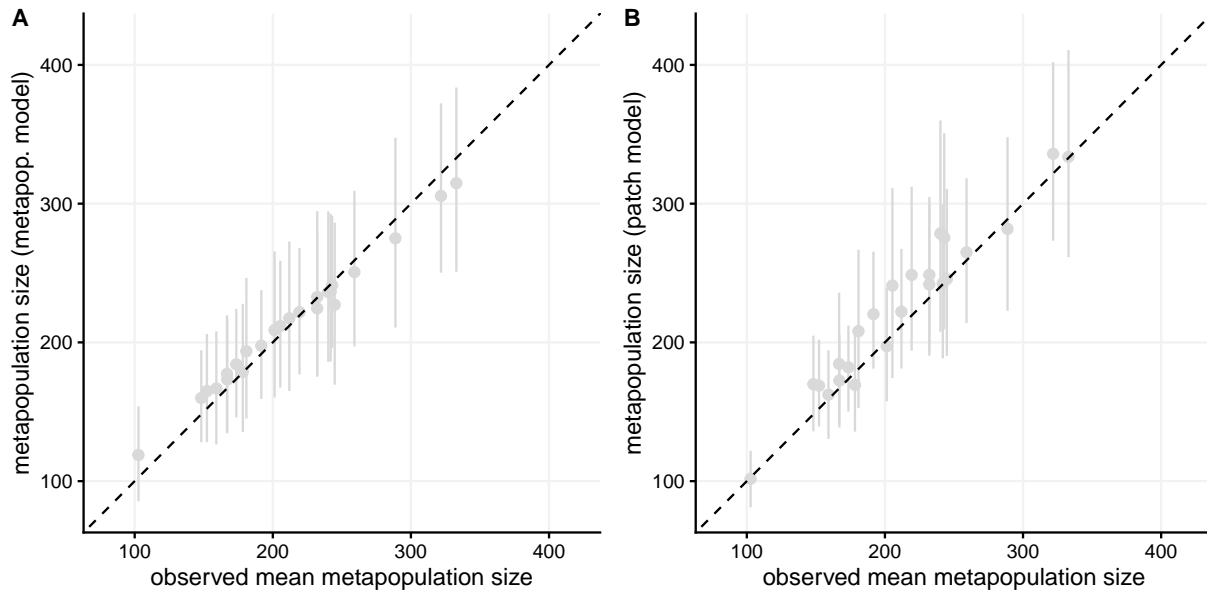 A
metapopulation size (metapop. model)
400
300
200
100
100 200 300 400
observed mean metapopulation size
B
metapopulation size (patch model)
400
300
200
100
100 200 300 400
observed mean metapopulation size